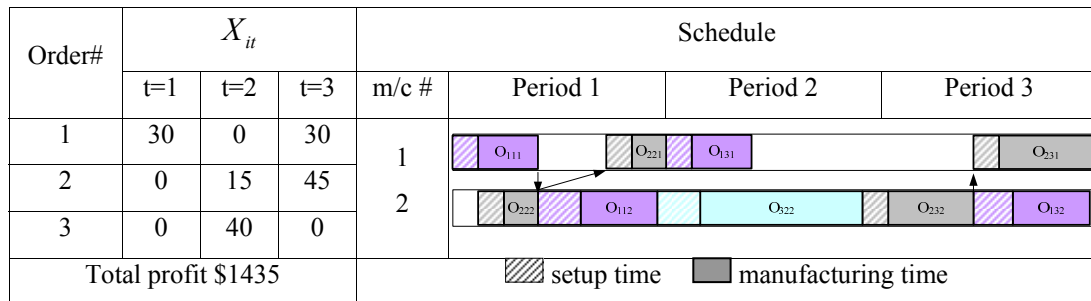 Order# X_it Schedule
t=1 t=2 t=3 m/c # Period 1 Period 2 Period 3
1 30 0 30 1 O111 O221 O131 O231
2 0 15 45 2 O222 O112 O322 O232 O132
3 0 40 0
Total profit $1435 setup time manufacturing time